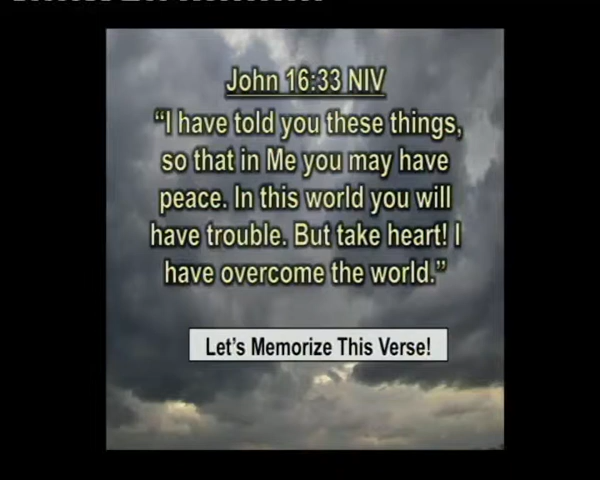 John 16:33 NIV
“I have told you these things,
so that in Me you may have
peace. In this world you will
have trouble. But take heart! I
have overcome the world.”
Let's Memorize This Verse!